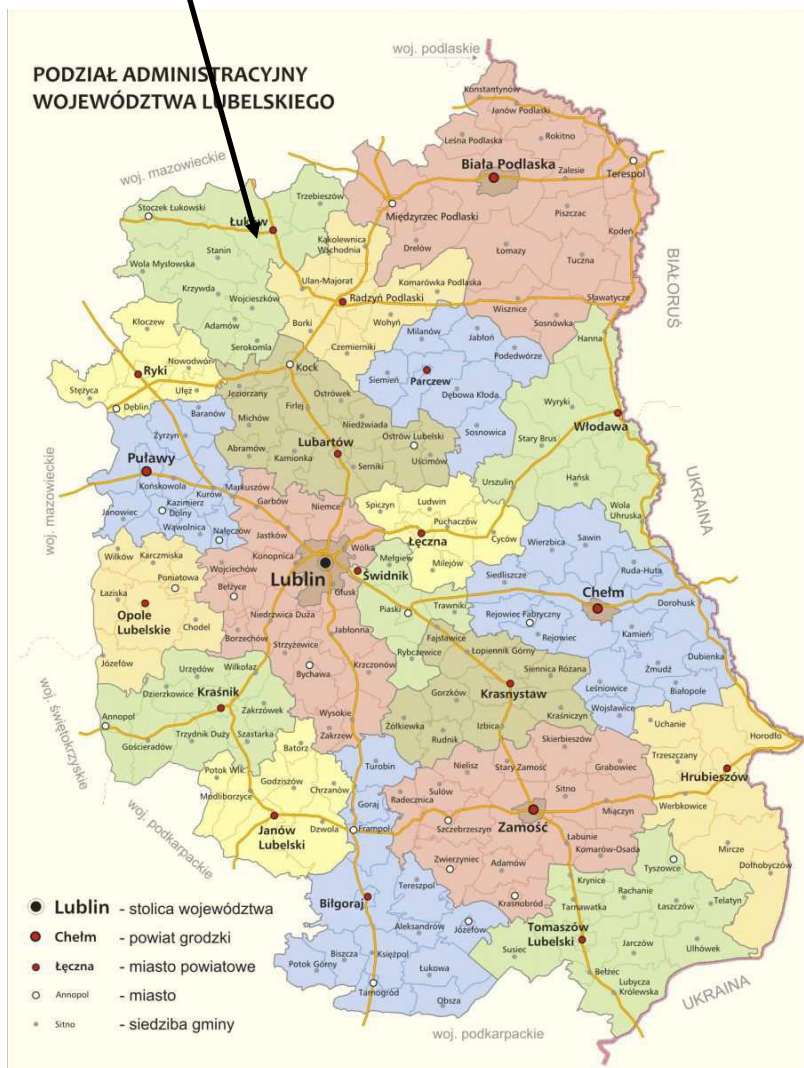 PODZIAŁ ADMINISTRACYJNY
WOJEWÓDZTWA LUBELSKIEGO
woj. podlaskie
Konstantynów
Janów Podlaski
Leśna Podlaska
Rokitno
woj. mazowieckie
Biała Podlaska
Zalesie
Terespol
Trzebieszów
Stoczek Łukowski
Międzyrzec Podlaski
Piszczac
Łuków
Kąkolewnica
Wschodnia
Kodeń
Stanin
Drelów
Łomazy
Tuczna
BIAŁORUŚ
Wola Mysłowska
Ulan-Majorat
Komarówka Podlaska
Krzywda
Wojcieszków
Radzyń Podlaski
Wisznice
Sławatycze
Adamów
Borki
Wohyń
Sosnówka
Kłoczew
Milanów
Jabłoń
Hanna
Serokomla
Czemierniki
Podedwórze
Nowodwór
Kock
Ryki
Siemień
Parczew
Stężyca
Ułęż
Jeziorzany
Ostrówek
Dębowa Kłoda
Wyryki
Dęblin
Baranów
Michów
Firlej
Niedźwiada
Włodawa
Żyrzyn
Ostrów Lubelski
Sosnowica
Stary Brus
Abramów
Lubartów
Puławy
Kamionka
Serniki
Uścimów
woj. mazowieckie
Końskowola
Markuszów
Urszulin
Hańsk
UKRAINA
Kurów
Garbów
Niemce
Spiczyn
Ludwin
Janowiec
Kazimierz
Dolny
Wola
Uhruska
Wąwolnica
Nałęczów
Jastków
Puchaczów
Łęczna
Cyców
Wierzbica
Sawin
Wilków
Karczmiska
Konopnica
Wólka
Mełgiew
Milejów
Wojciechów
Lublin
Świdnik
Siedliszcze
Ruda-Huta
Łaziska
Poniatowa
Bełżyce
Głusk
Chełm
Dorohusk
Opole
Lubelskie
Niedrzwica Duża
Piaski
Trawniki
Rejowiec Fabryczny
Chodel
Borzechów
Jabłonna
Fajsławice
Rejowiec
Kamień
Strzyżewice
Rybczewice
Łopiennik Górny
Dubienka
Józefów
Urzędów
Wilkołaz
Bychawa
Krzczonów
Siennica Różana
Żmudź
woj. świętokrzyskie
Dzierzkowice
Kraśnik
Zakrzówek
Gorzków
Krasnystaw
Leśniowice
Białopole
Annopol
Wysokie
Żółkiewka
Izbica
Kraśniczyn
Wojsławice
Uchanie
Gościeradów
Trzydnik Duży
Szastarka
Zakrzew
Rudnik
Skierbieszów
Horodło
Batorz
Turobin
Nielisz
Stary Zamość
Grabowiec
Trzeszczany
Potok Wlk.
Godziszów
Chrzanów
Goraj
Radecznica
Sułów
Sitno
Hrubieszów
Modliborzyce
Miączyn
Werbkowice
woj. podkarpackie
Janów
Lubelski
Dzwola
Frampol
Szczebrzeszyn
Zamość
Łabunie
Mircze
Zwierzyniec
Adamów
Komarów-Osada
Tyszowce
Dołhobyczów
Tereszpol
Krynice
Biłgoraj
Krasnobród
Rachanie
Tarnawatka
Łaszczów
Telatyn
Aleksandrów
Józefów
Tomaszów
Lubelski
Biszcza
Księżpol
Susiec
Jarczów
Ulhówek
Potok Górny
Łukowa
Bełżec
Tarnogród
Obsza
Lubycza
Królewska
UKRAINA
woj. podkarpackie
Lublin - stolica województwa
Chełm - powiat grodzki
Łęczna - miasto powiatowe
Annopol - miasto
Sitno - siedziba gminy